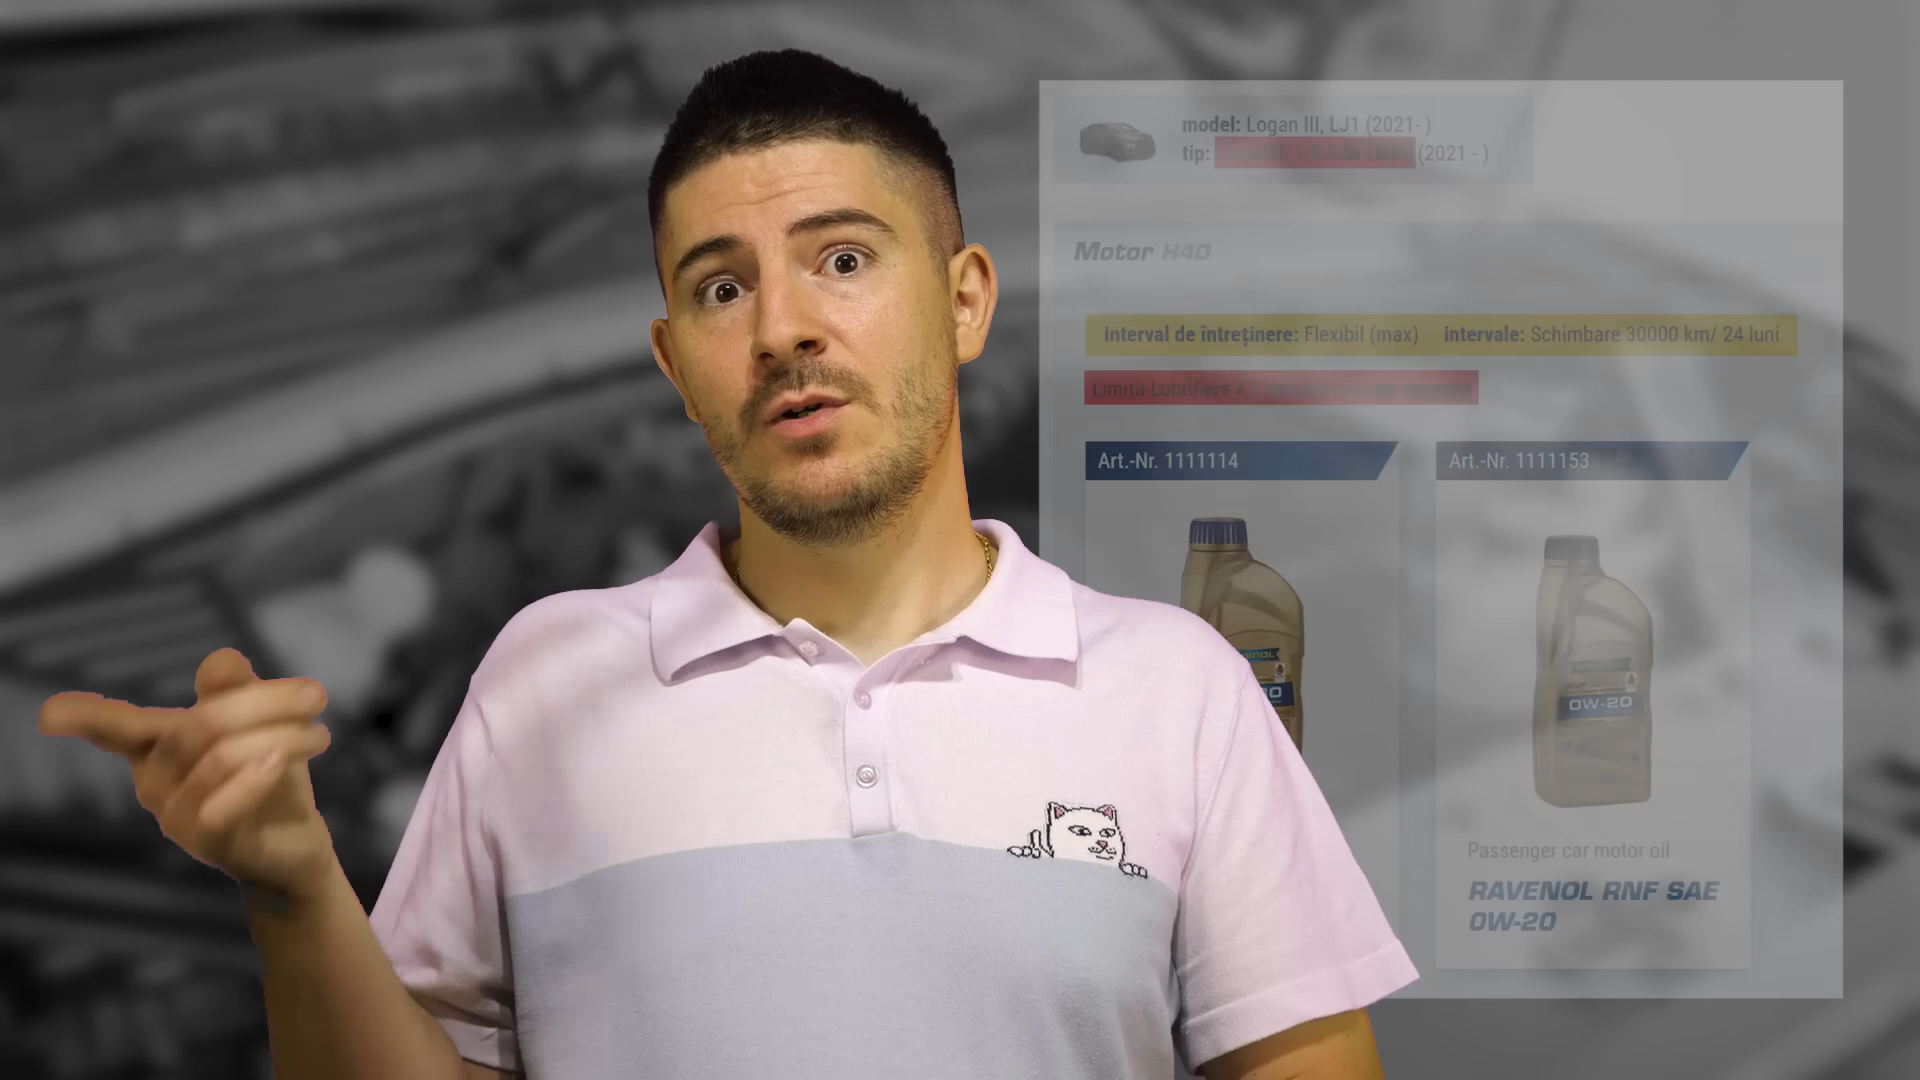 model: Logan III, LJ1 (2021- )
tip: (2021 - )
Motor H4D
interval de întreținere: Flexibil (max) intervale: Schimbare 30000 km/ 24 luni
Limita Lubrifiere 4.
Art.-Nr. 1111114
Art.-Nr. 1111153
0W-20
Passenger car motor oil
RAVENOL RNF SAE
0W-20